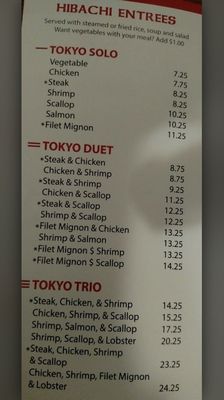 HIBACHI ENTREES
Served with steamed or fried rice, soup and salad
Want vegetables with your meal? Add $1.00
TOKYO SOLO
Vegetable 7.25
Chicken 7.75
*Steak 8.25
Shrimp 8.25
Scallop 10.25
Salmon 10.25
*Filet Mignon 11.25
TOKYO DUET
*Steak & Chicken 8.75
Chicken & Shrimp 8.75
*Steak & Shrimp 9.25
Chicken & Scallop 11.25
*Steak & Scallop 12.25
Shrimp & Scallop 12.25
*Filet Mignon & Chicken 13.25
Shrimp & Salmon 13.25
*Filet Mignon $ Shrimp 13.25
*Filet Mignon $ Scallop 14.25
TOKYO TRIO
*Steak, Chicken, & Shrimp 14.25
Chicken, Shrimp, & Scallop 15.25
Shrimp, Salmon, & Scallop 17.25
Shrimp, Scallop, & Lobster 20.25
*Steak, Chicken, Shrimp
& Scallop 23.25
Chicken, Shrimp, Filet Mignon
& Lobster 24.25